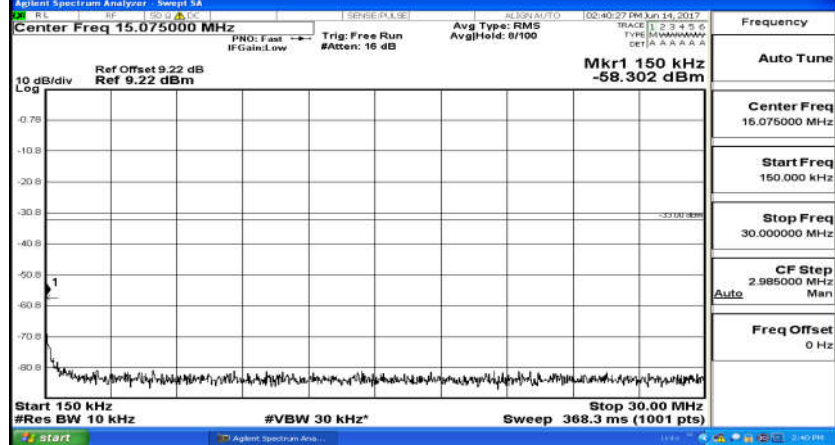 Agilent Spectrum Analyzer - Swept SA
RL RF 50 Ω DC SENSE:PULSE ALIGN AUTO 02:40:27 PM Jun 14, 2017
Center Freq 15.075000 MHz
PNO: Fast
IFGain:Low
Trig: Free Run
#Atten: 16 dB
Avg Type: RMS
Avg|Hold: 8/100
TRACE 1 2 3 4 5 6
TYPE M W W W W W
DET A A A A A A
Ref Offset 9.22 dB
10 dB/div Ref 9.22 dBm
Log
Mkr1 150 kHz
-58.302 dBm
-0.78
-10.8
-20.8
-30.8
-33.00 dBm
-40.8
-50.8
1
-60.8
-70.8
-80.8
Start 150 kHz Stop 30.00 MHz
#Res BW 10 kHz #VBW 30 kHz* Sweep 368.3 ms (1001 pts)
Frequency
Auto Tune
Center Freq
15.075000 MHz
Start Freq
150.000 kHz
Stop Freq
30.000000 MHz
CF Step
2.985000 MHz
Auto Man
Freq Offset
0 Hz
start Agilent Spectrum Ana... Links 2:40 PM